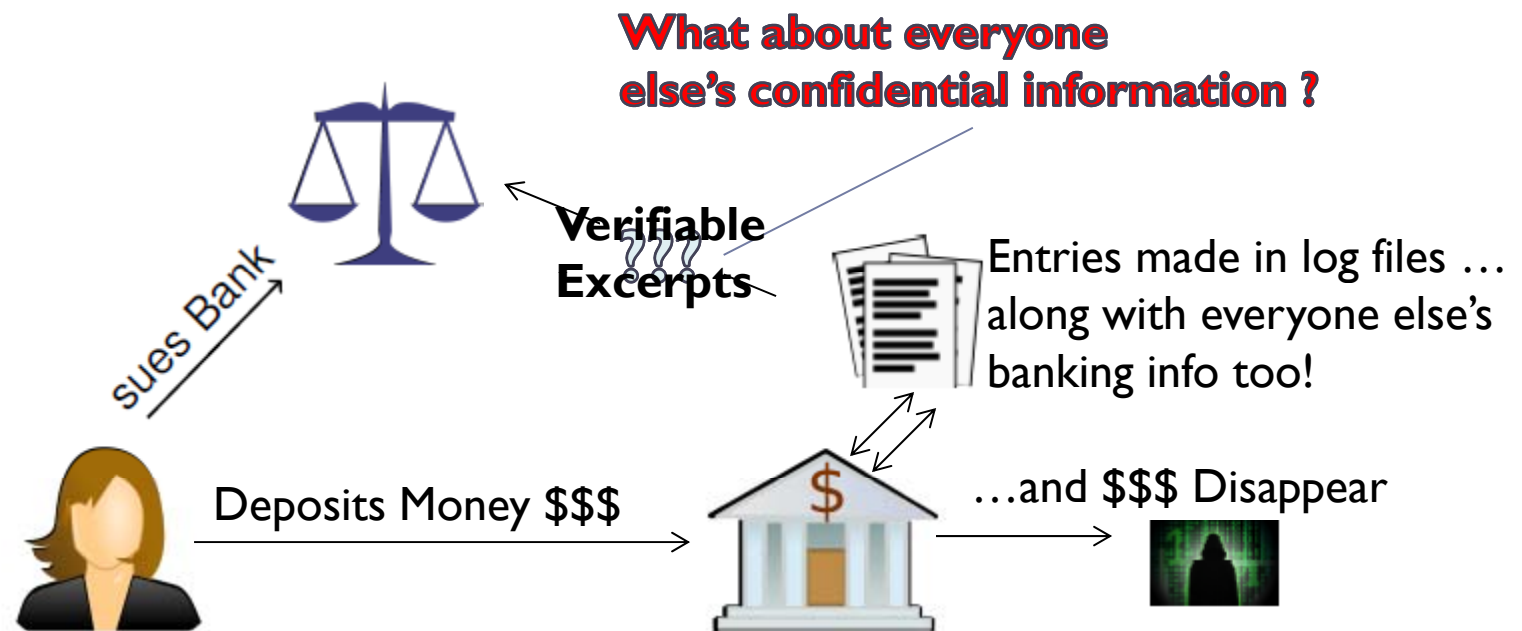 What about everyone
else's confidential information ?
Verifiable
???
Excerpts
Entries made in log files …
along with everyone else's
banking info too!
sues Bank
Deposits Money $$$
$
…and $$$ Disappear